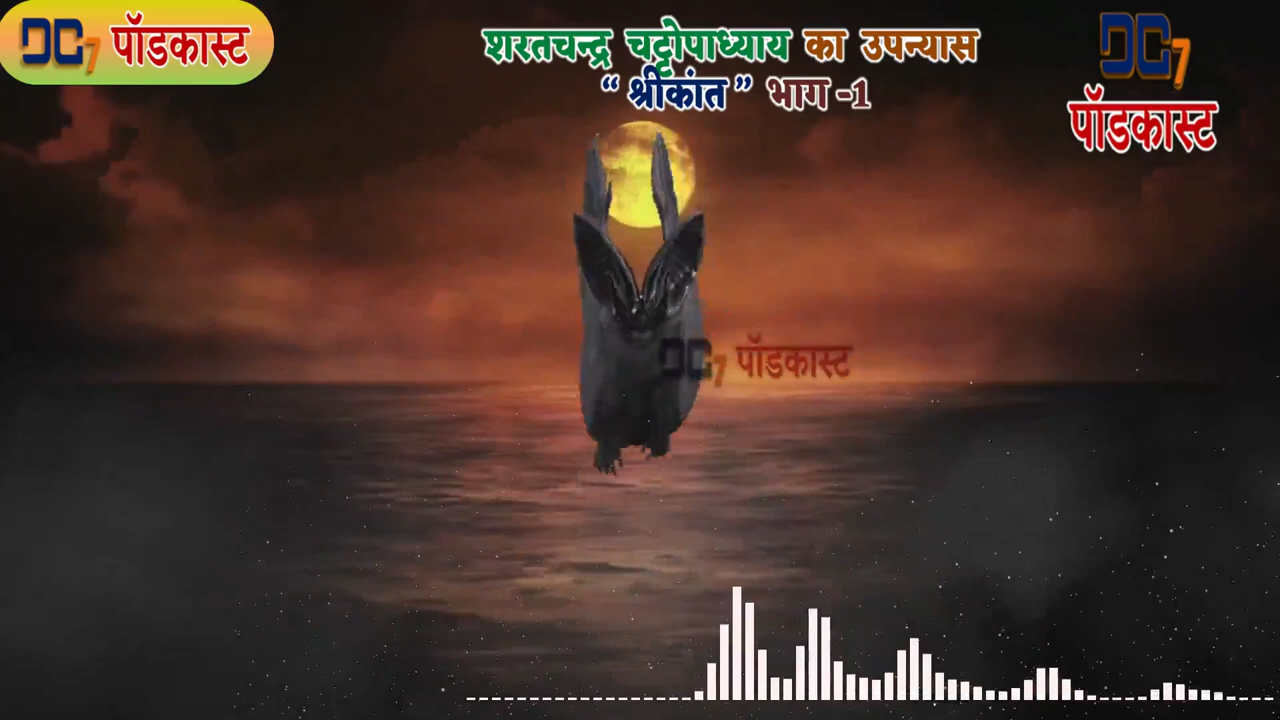 DC7 पॉडकास्ट
शरतचन्द्र चट्टोपाध्याय का उपन्यास
“ श्रीकांत ” भाग -1
DC7
पॉडकास्ट
DC7 पॉडकास्ट